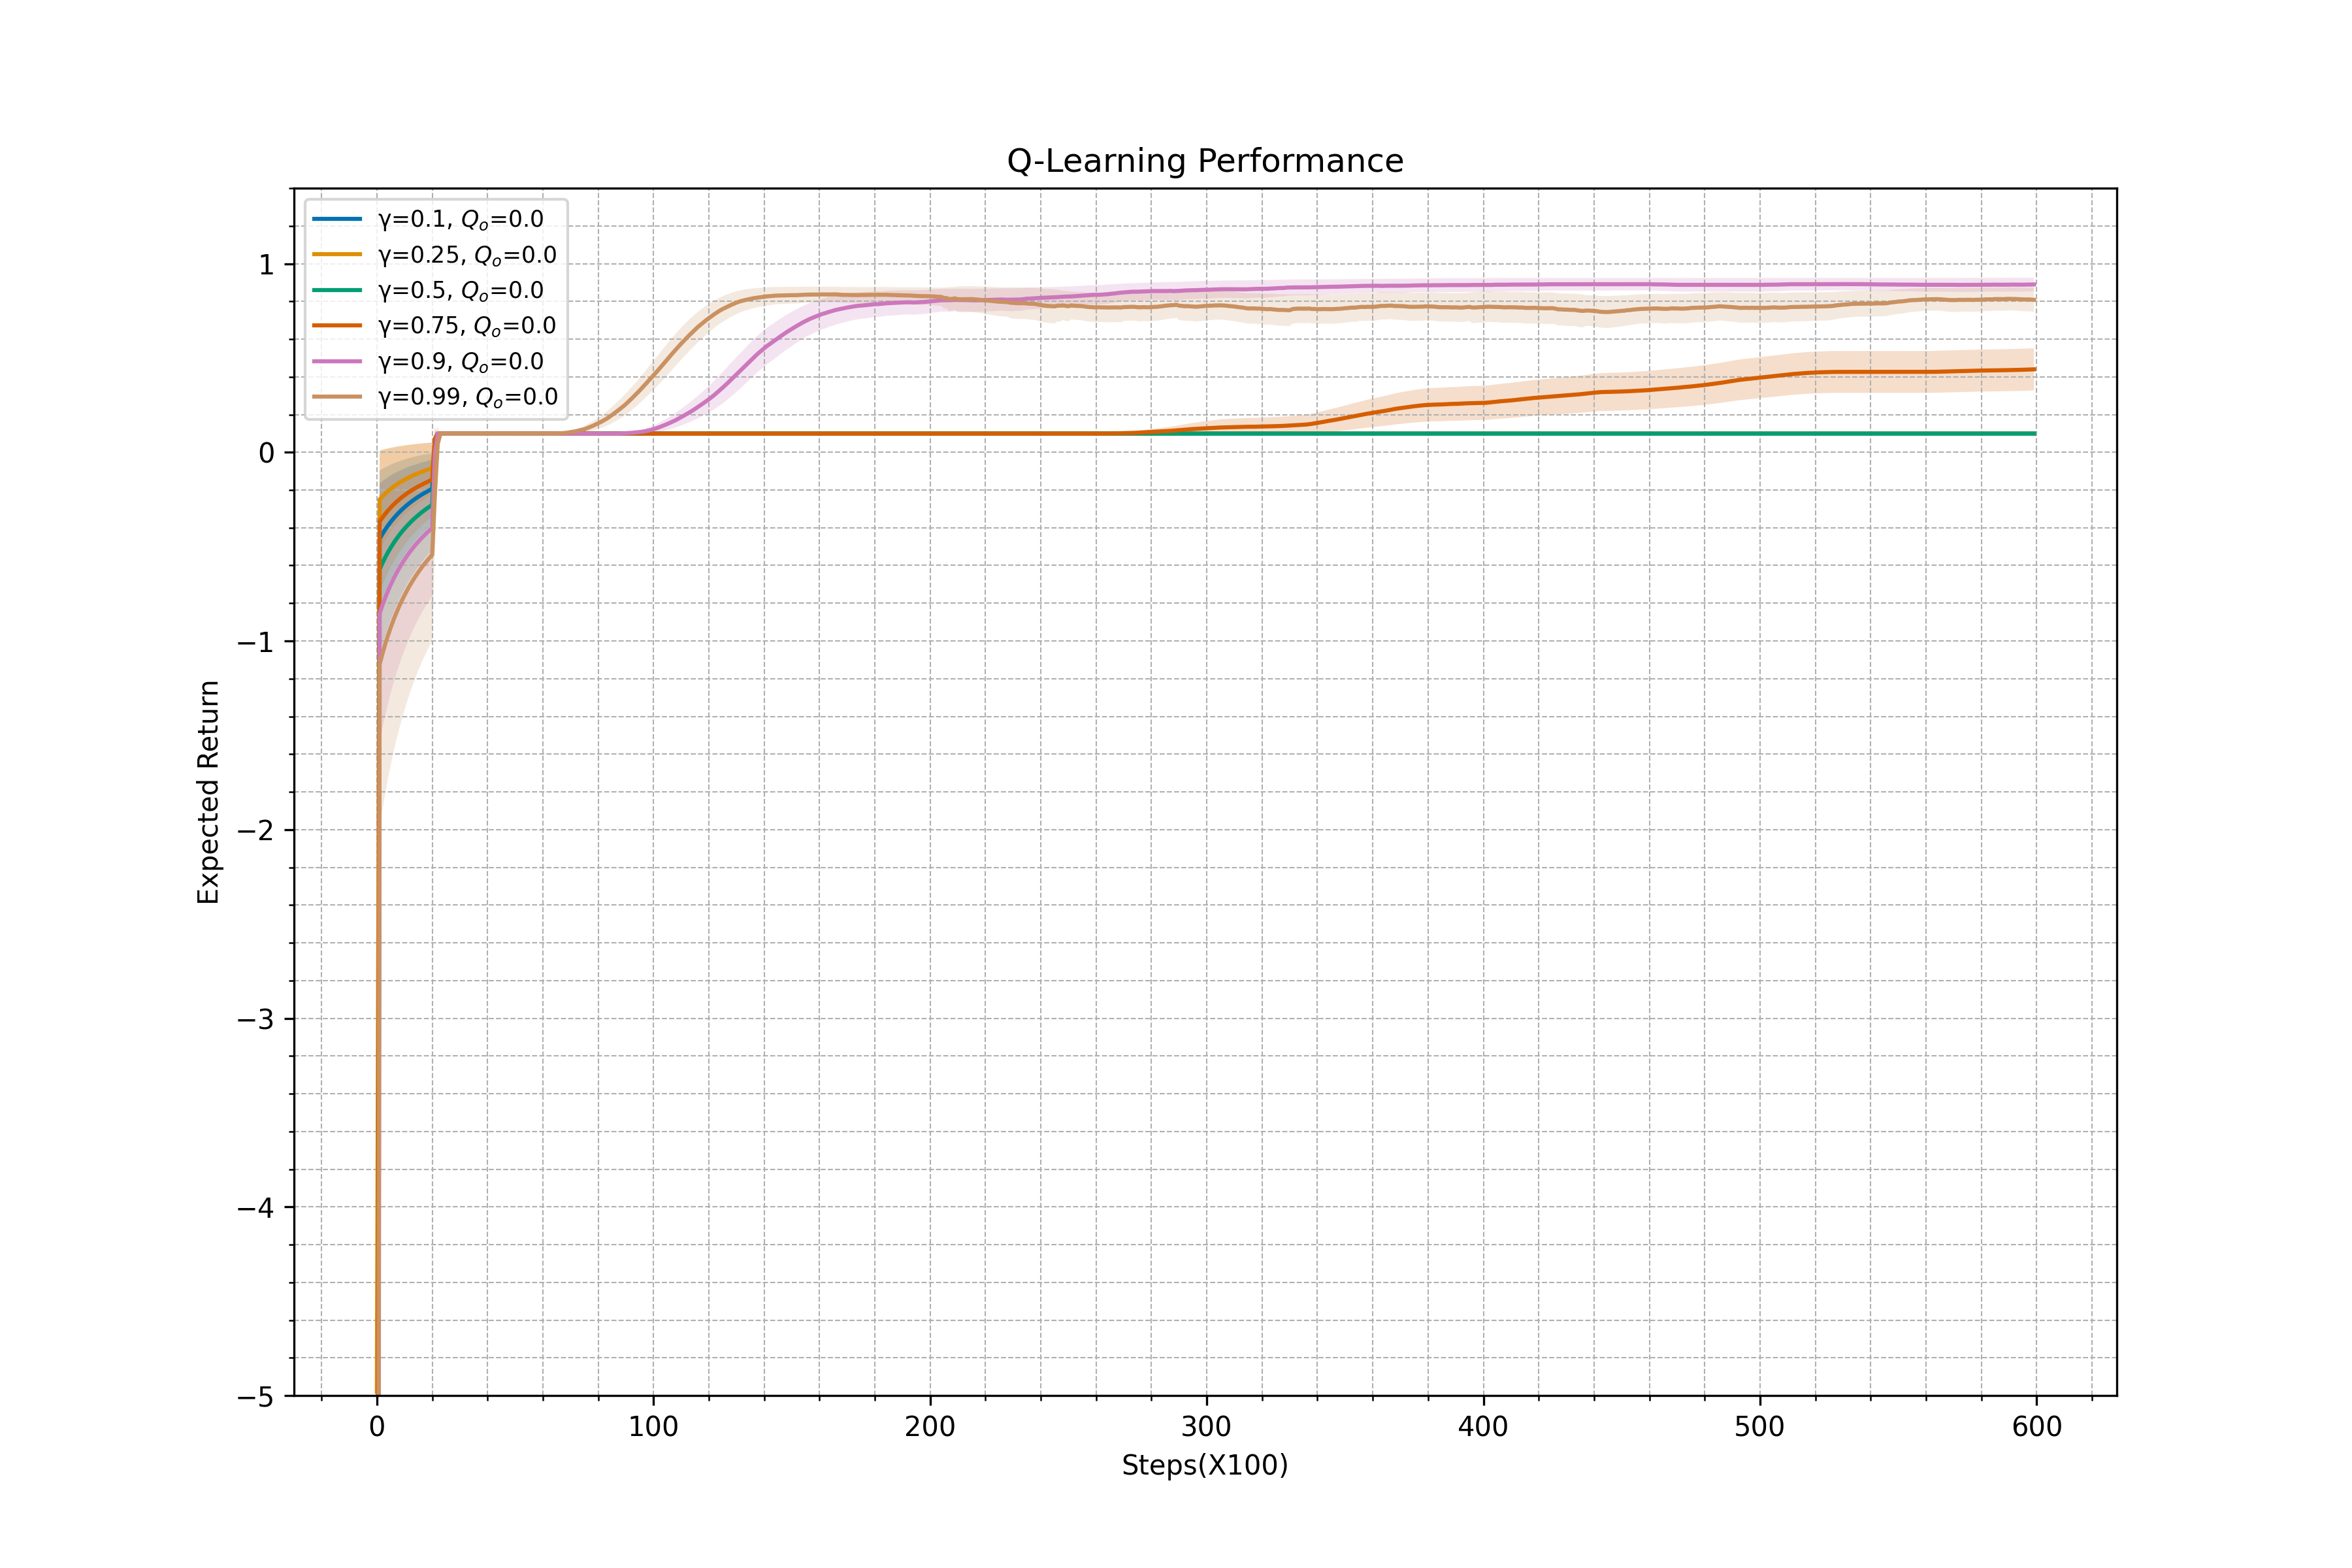 Q-Learning Performance
γ=0.1, Qₒ=0.0
γ=0.25, Qₒ=0.0
γ=0.5, Qₒ=0.0
γ=0.75, Qₒ=0.0
γ=0.9, Qₒ=0.0
γ=0.99, Qₒ=0.0
Expected Return
1
0
−1
−2
−3
−4
−5
0 100 200 300 400 500 600
Steps(X100)